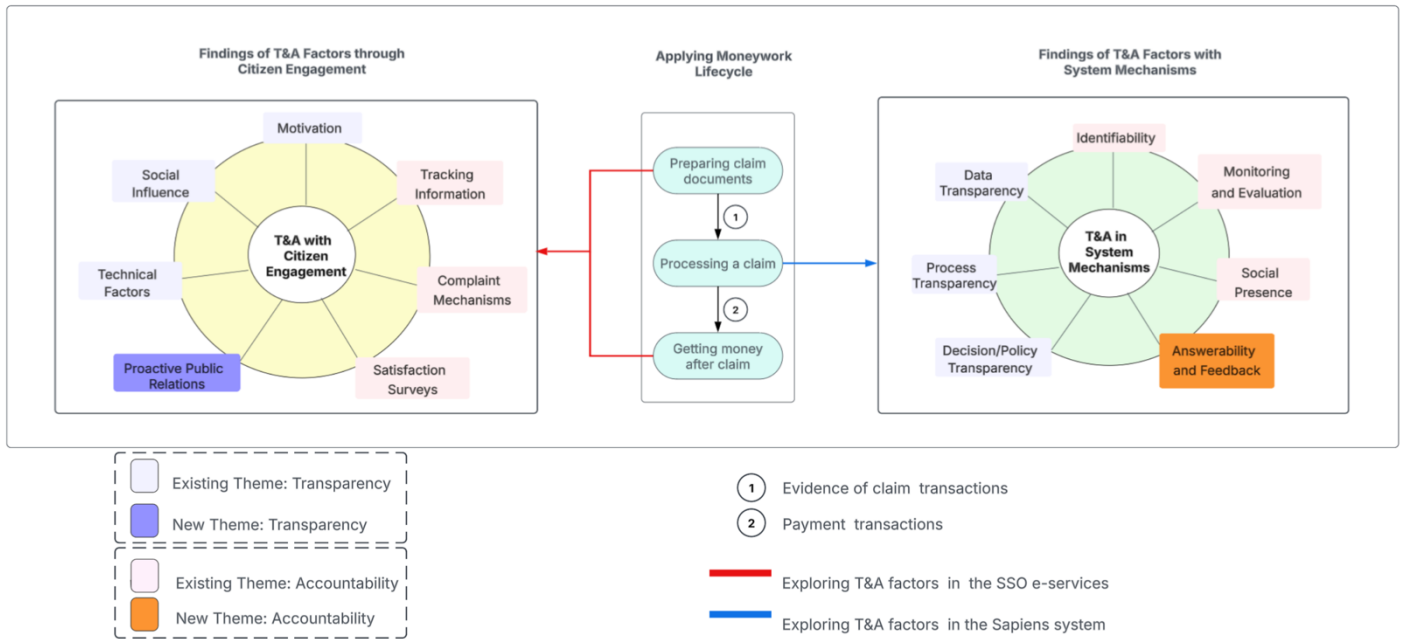 Findings of T&A Factors through
Citizen Engagement
Applying Moneywork
Lifecycle
Findings of T&A Factors with
System Mechanisms
Motivation
Social
Influence
Tracking
Information
T&A with
Citizen
Engagement
Technical
Factors
Complaint
Mechanisms
Proactive Public
Relations
Satisfaction
Surveys
Preparing claim
documents
1
Processing a claim
2
Getting money
after claim
Identifiability
Data
Transparency
Monitoring
and Evaluation
T&A in
System
Mechanisms
Process
Transparency
Social
Presence
Decision/Policy
Transparency
Answerability
and Feedback
Existing Theme: Transparency
New Theme: Transparency
Existing Theme: Accountability
New Theme: Accountability
1 Evidence of claim transactions
2 Payment transactions
Exploring T&A factors in the SSO e-services
Exploring T&A factors in the Sapiens system